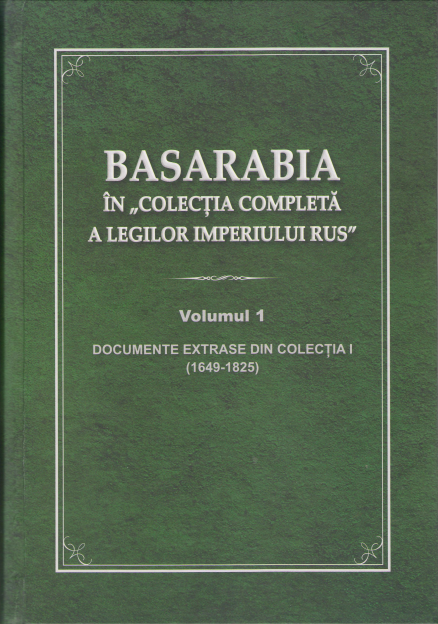 BASARABIA
ÎN „COLECȚIA COMPLETĂ
A LEGILOR IMPERIULUI RUS”
Volumul 1
DOCUMENTE EXTRASE DIN COLECȚIA I
(1649-1825)